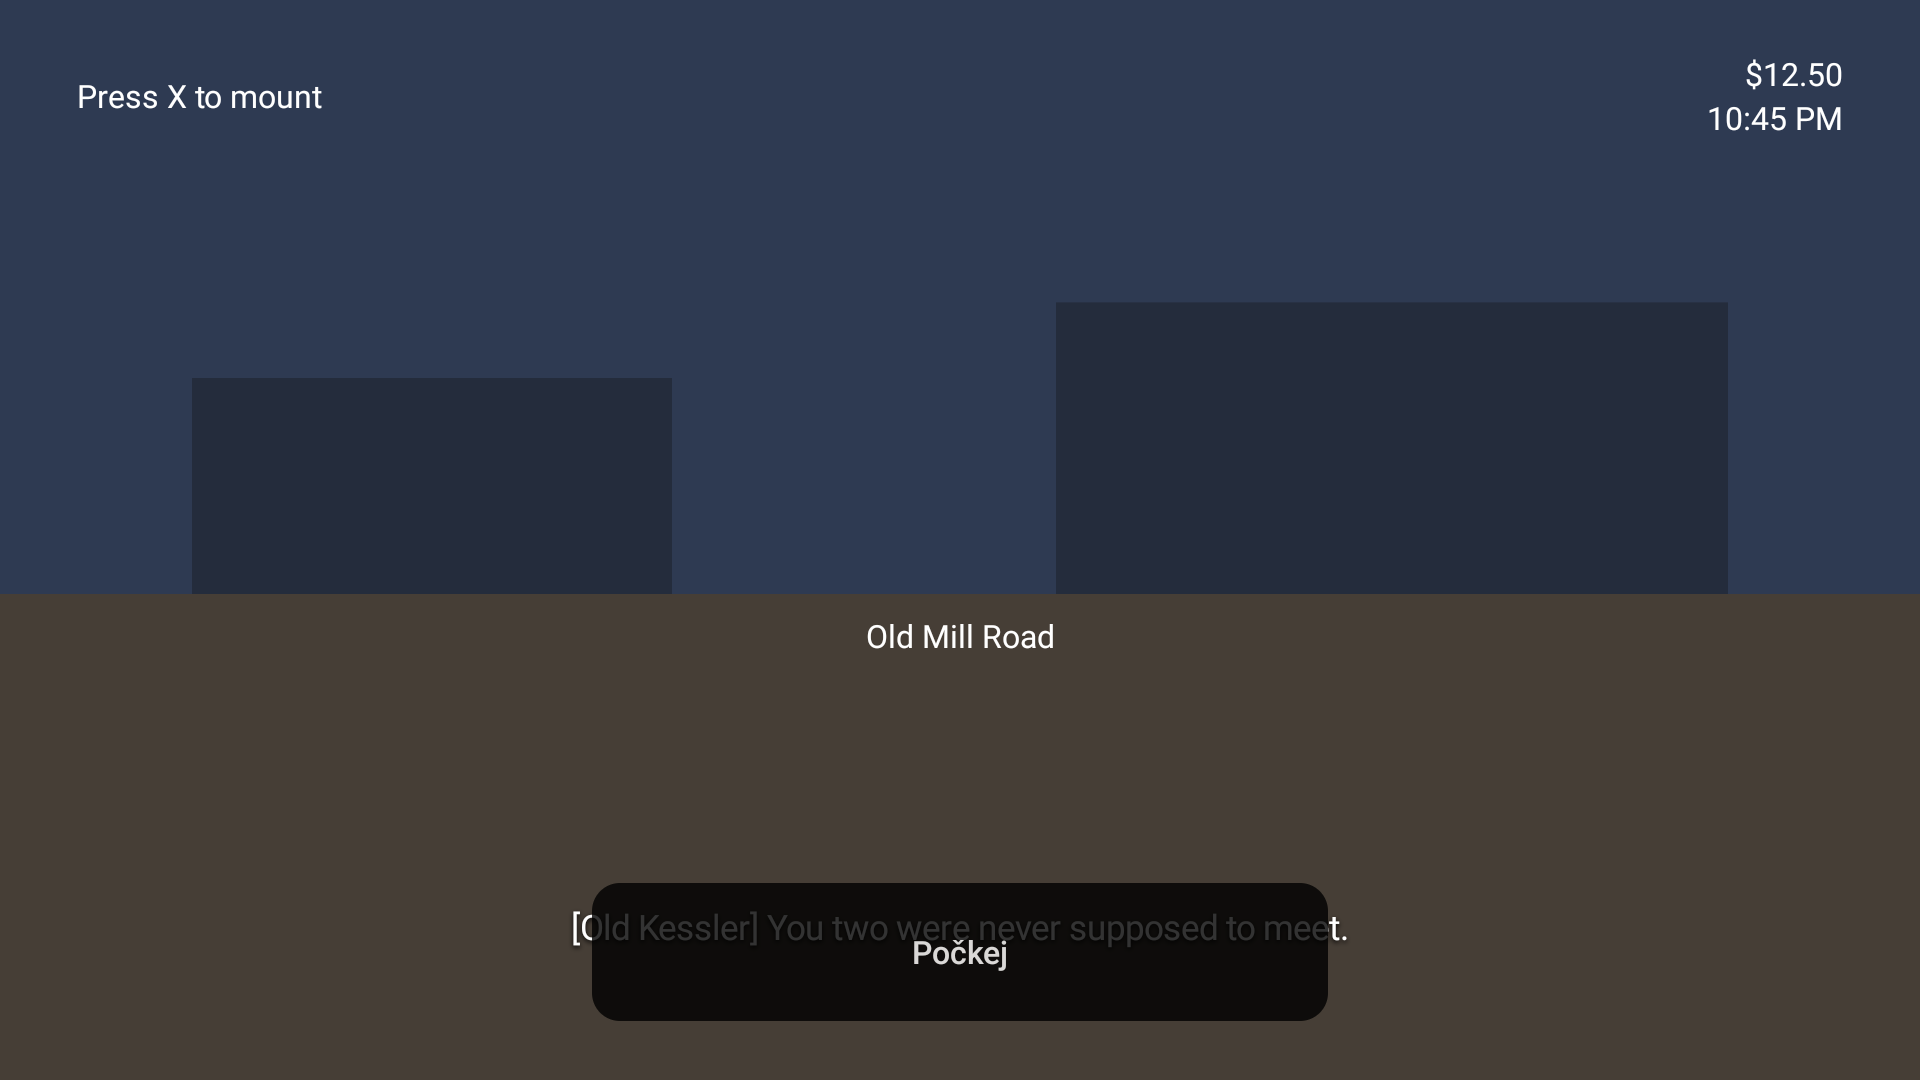 Press X to mount
$12.50
10:45 PM
Old Mill Road
[Old Kessler] You two were never supposed to meet.
Počkej